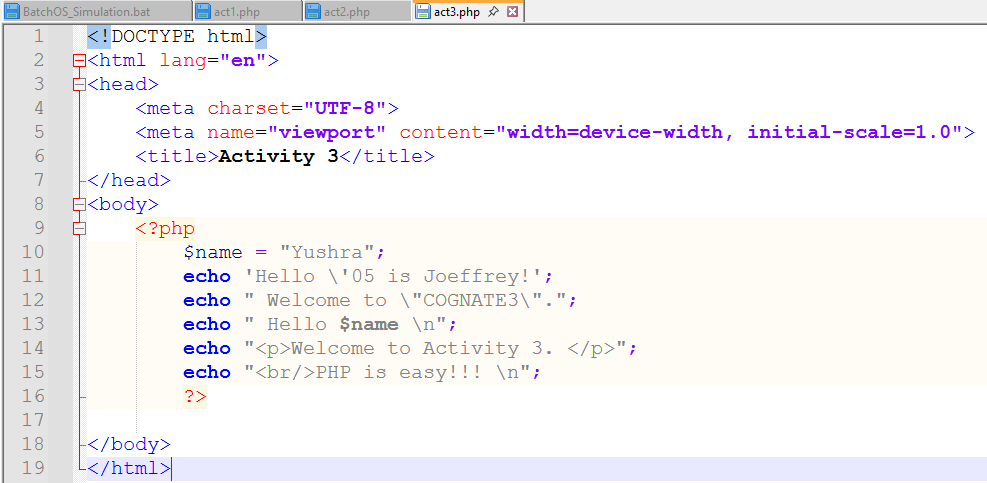 BatchOS_Simulation.bat act1.php act2.php act3.php
1 <!DOCTYPE html>
2 <html lang="en">
3 <head>
4     <meta charset="UTF-8">
5     <meta name="viewport" content="width=device-width, initial-scale=1.0">
6     <title>Activity 3</title>
7 </head>
8 <body>
9     <?php
10         $name = "Yushra";
11         echo 'Hello \'05 is Joeffrey!';
12         echo " Welcome to \"COGNATE3\".";
13         echo " Hello $name \n";
14         echo "<p>Welcome to Activity 3. </p>";
15         echo "<br/>PHP is easy!!! \n";
16         ?>
17
18 </body>
19 </html>